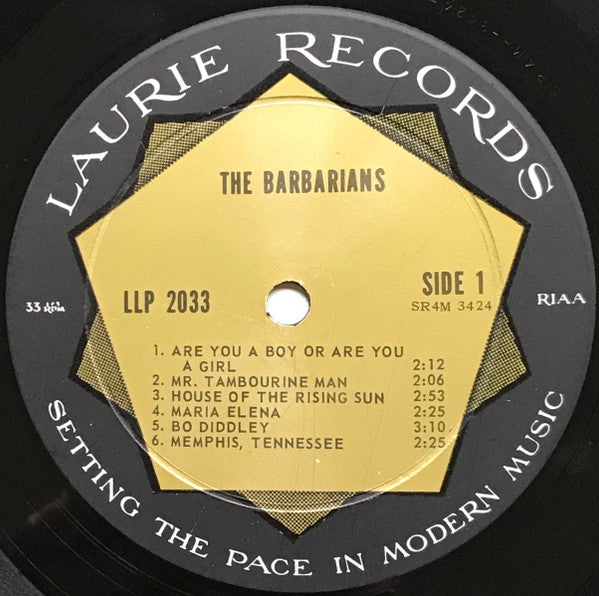 LAURIE RECORDS
THE BARBARIANS
33 1/3 RPM
LLP 2033
SIDE 1
SR4M 3424
RIAA
1. ARE YOU A BOY OR ARE YOU
A GIRL 2:12
2. MR. TAMBOURINE MAN 2:06
3. HOUSE OF THE RISING SUN 2:53
4. MARIA ELENA 2:25
5. BO DIDDLEY 3:10
6. MEMPHIS, TENNESSEE 2:25
SETTING THE PACE IN MODERN MUSIC